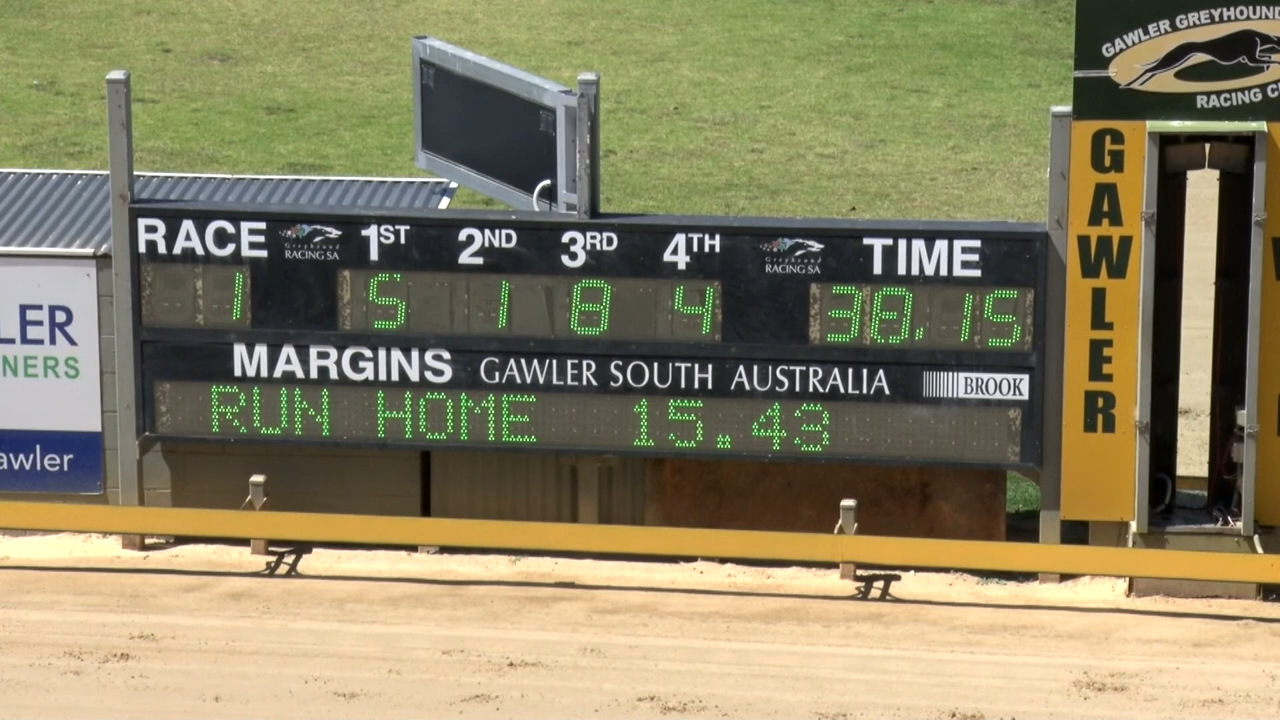 GAWLER GREYHOUND
RACING C
GAWLER
RACE 1ST 2ND 3RD 4TH TIME
Greyhound
RACING SA
Greyhound
RACING SA
1 5 1 8 4 38.15
MARGINS GAWLER SOUTH AUSTRALIA BROOK
RUN HOME 15.43
LER
NERS
awler